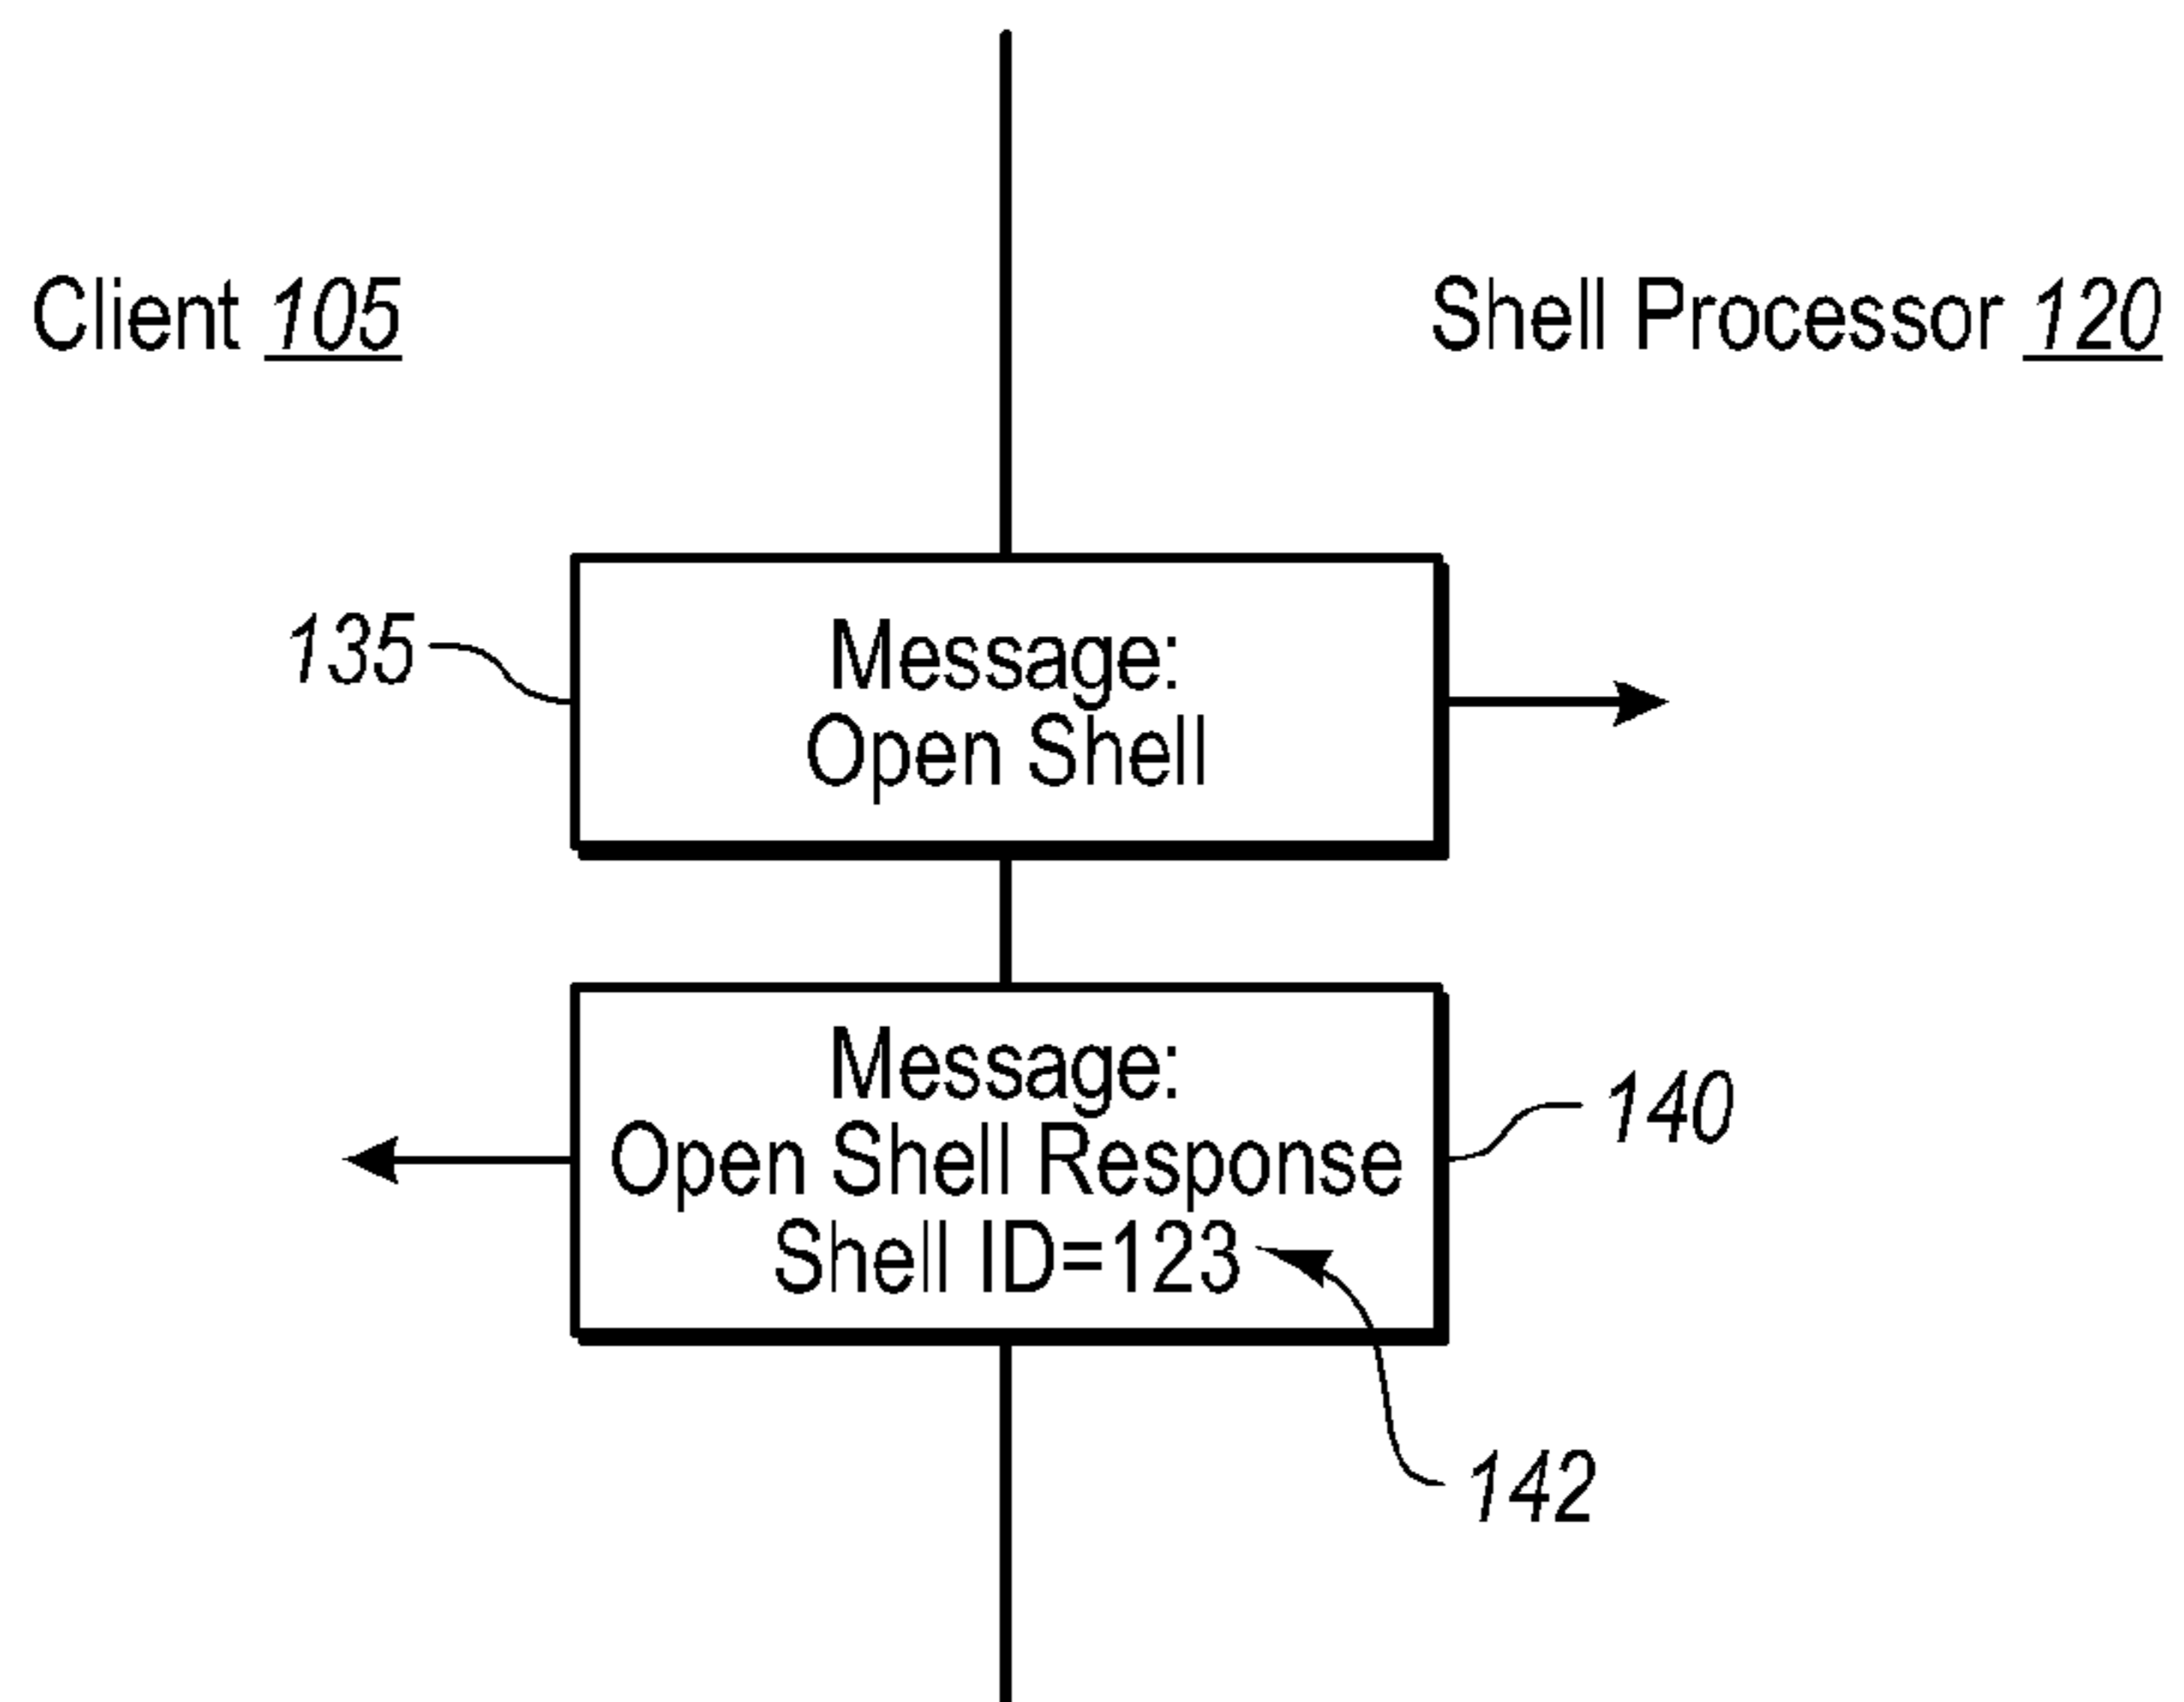 Client 105
Shell Processor 120
135
Message:
Open Shell
Message:
Open Shell Response
Shell ID=123
140
142